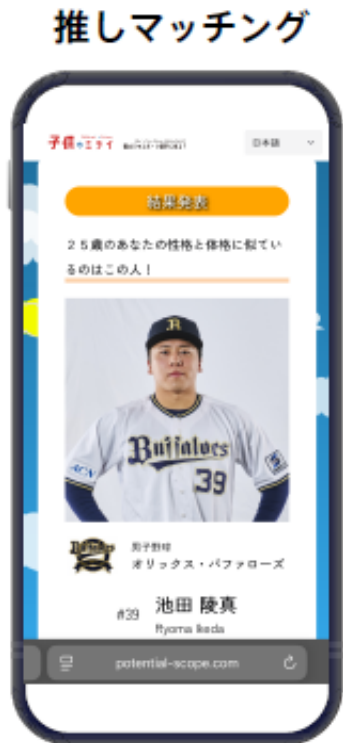 推しマッチング
子供のミライ
日本語
結果発表
25歳のあなたの性格と体格に似てい
るのはこの人！
B
Buffaloes
39
ACN
男子野球
オリックス・バファローズ
#39
池田 陵真
Ryoma Ikeda
potential-scope.com